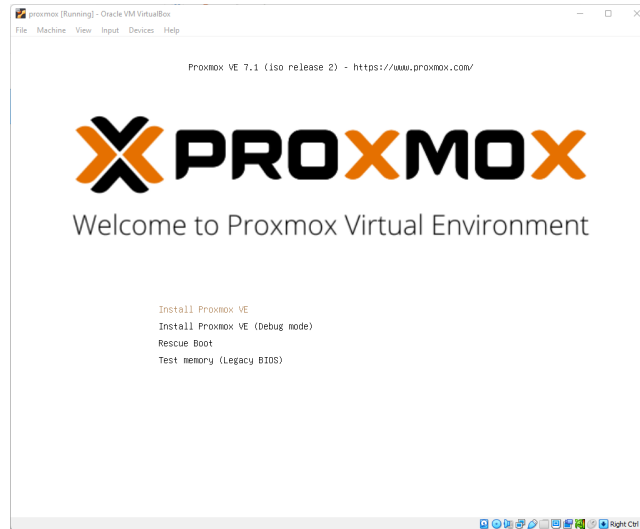 proxmox [Running] - Oracle VM VirtualBox
File Machine View Input Devices Help
Proxmox VE 7.1 (iso release 2) - https://www.proxmox.com/
PROXMOX
Welcome to Proxmox Virtual Environment
Install Proxmox VE
Install Proxmox VE (Debug mode)
Rescue Boot
Test memory (Legacy BIOS)
Right Ctrl